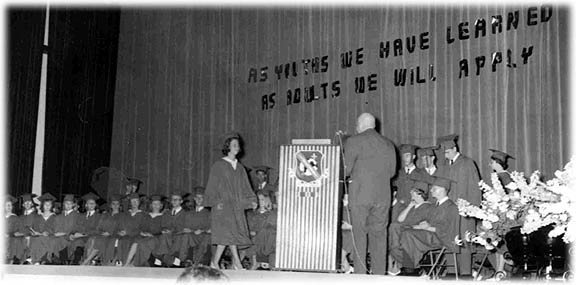 AS YOUTHS WE HAVE LEARNED
AS ADULTS WE WILL APPLY